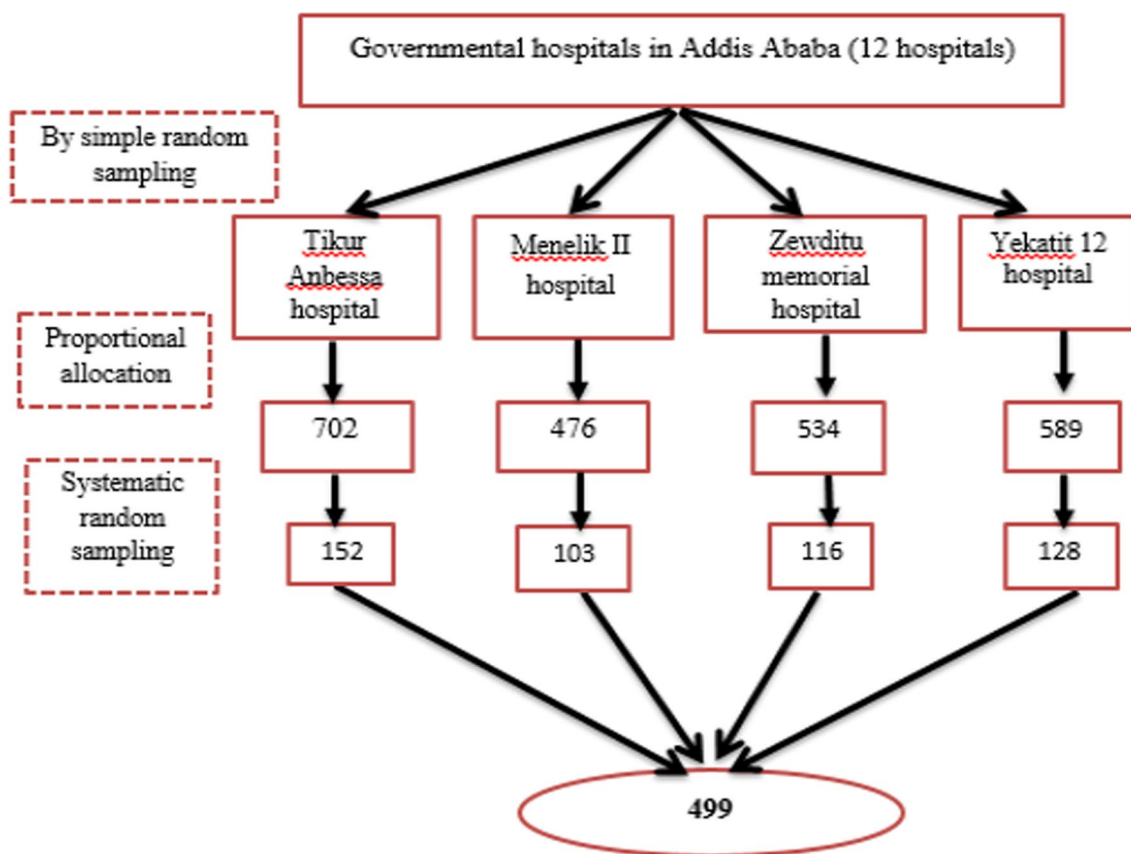 Governmental hospitals in Addis Ababa (12 hospitals)
By simple random
sampling
Tikur
Anbessa
hospital
Menelik II
hospital
Zewditu
memorial
hospital
Yekatit 12
hospital
Proportional
allocation
702
476
534
589
Systematic
random
sampling
152
103
116
128
499